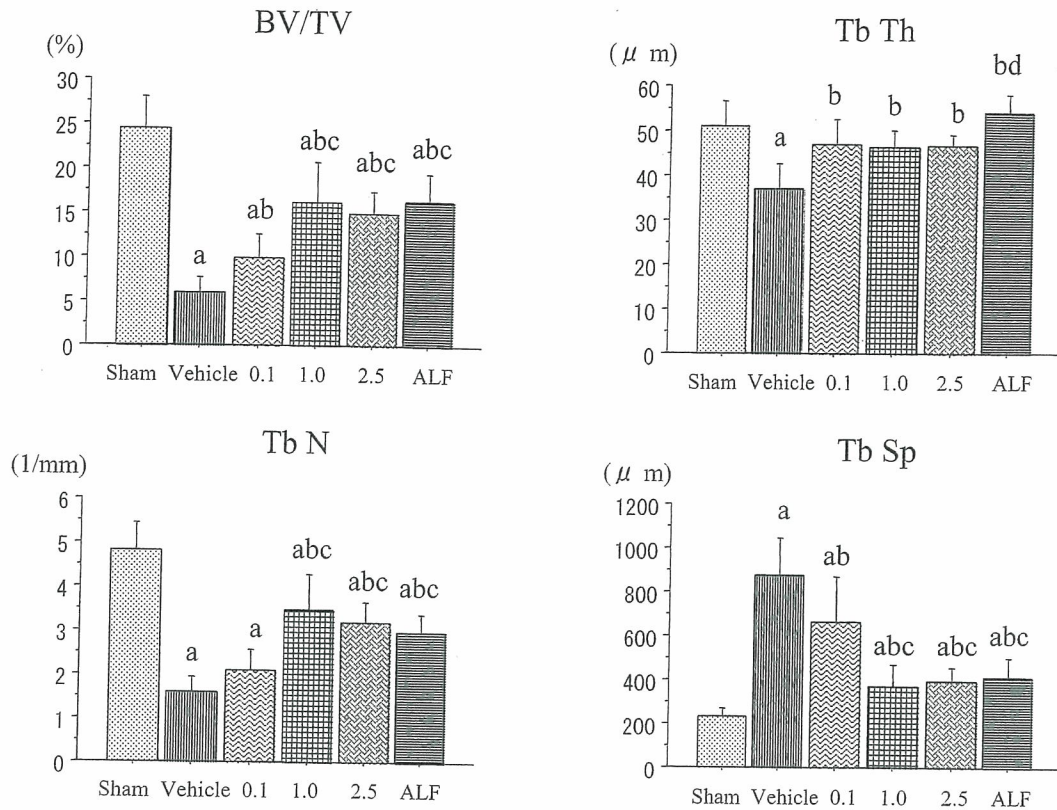 BV/TV
(%)
30
25
20
15
10
5
0
a
ab
abc
abc
abc
Sham Vehicle 0.1 1.0 2.5 ALF
Tb Th
(μ m)
60
50
40
30
20
10
0
a
b
b
b
bd
Sham Vehicle 0.1 1.0 2.5 ALF
Tb N
(1/mm)
6
5
4
3
2
1
0
a
a
abc
abc
abc
Sham Vehicle 0.1 1.0 2.5 ALF
Tb Sp
(μ m)
1200
1000
800
600
400
200
0
a
ab
abc
abc
abc
Sham Vehicle 0.1 1.0 2.5 ALF